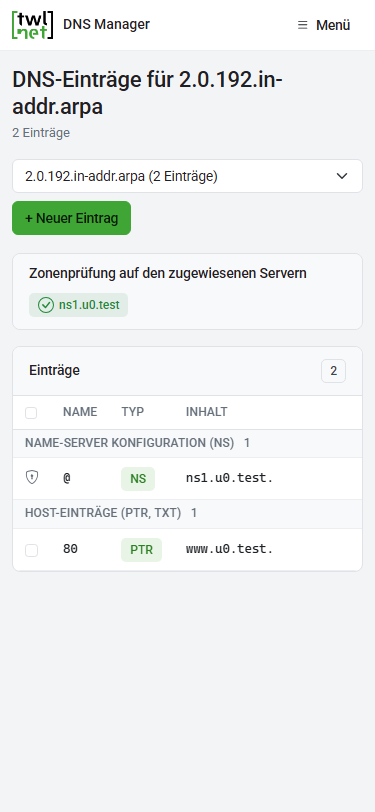 [twl
net]
DNS Manager
☰ Menü
DNS-Einträge für 2.0.192.in-
addr.arpa
2 Einträge
2.0.192.in-addr.arpa (2 Einträge)
+ Neuer Eintrag
Zonenprüfung auf den zugewiesenen Servern
ns1.u0.test
Einträge 2
NAME TYP INHALT
NAME-SERVER KONFIGURATION (NS) 1
@ NS ns1.u0.test.
HOST-EINTRÄGE (PTR, TXT) 1
80 PTR www.u0.test.